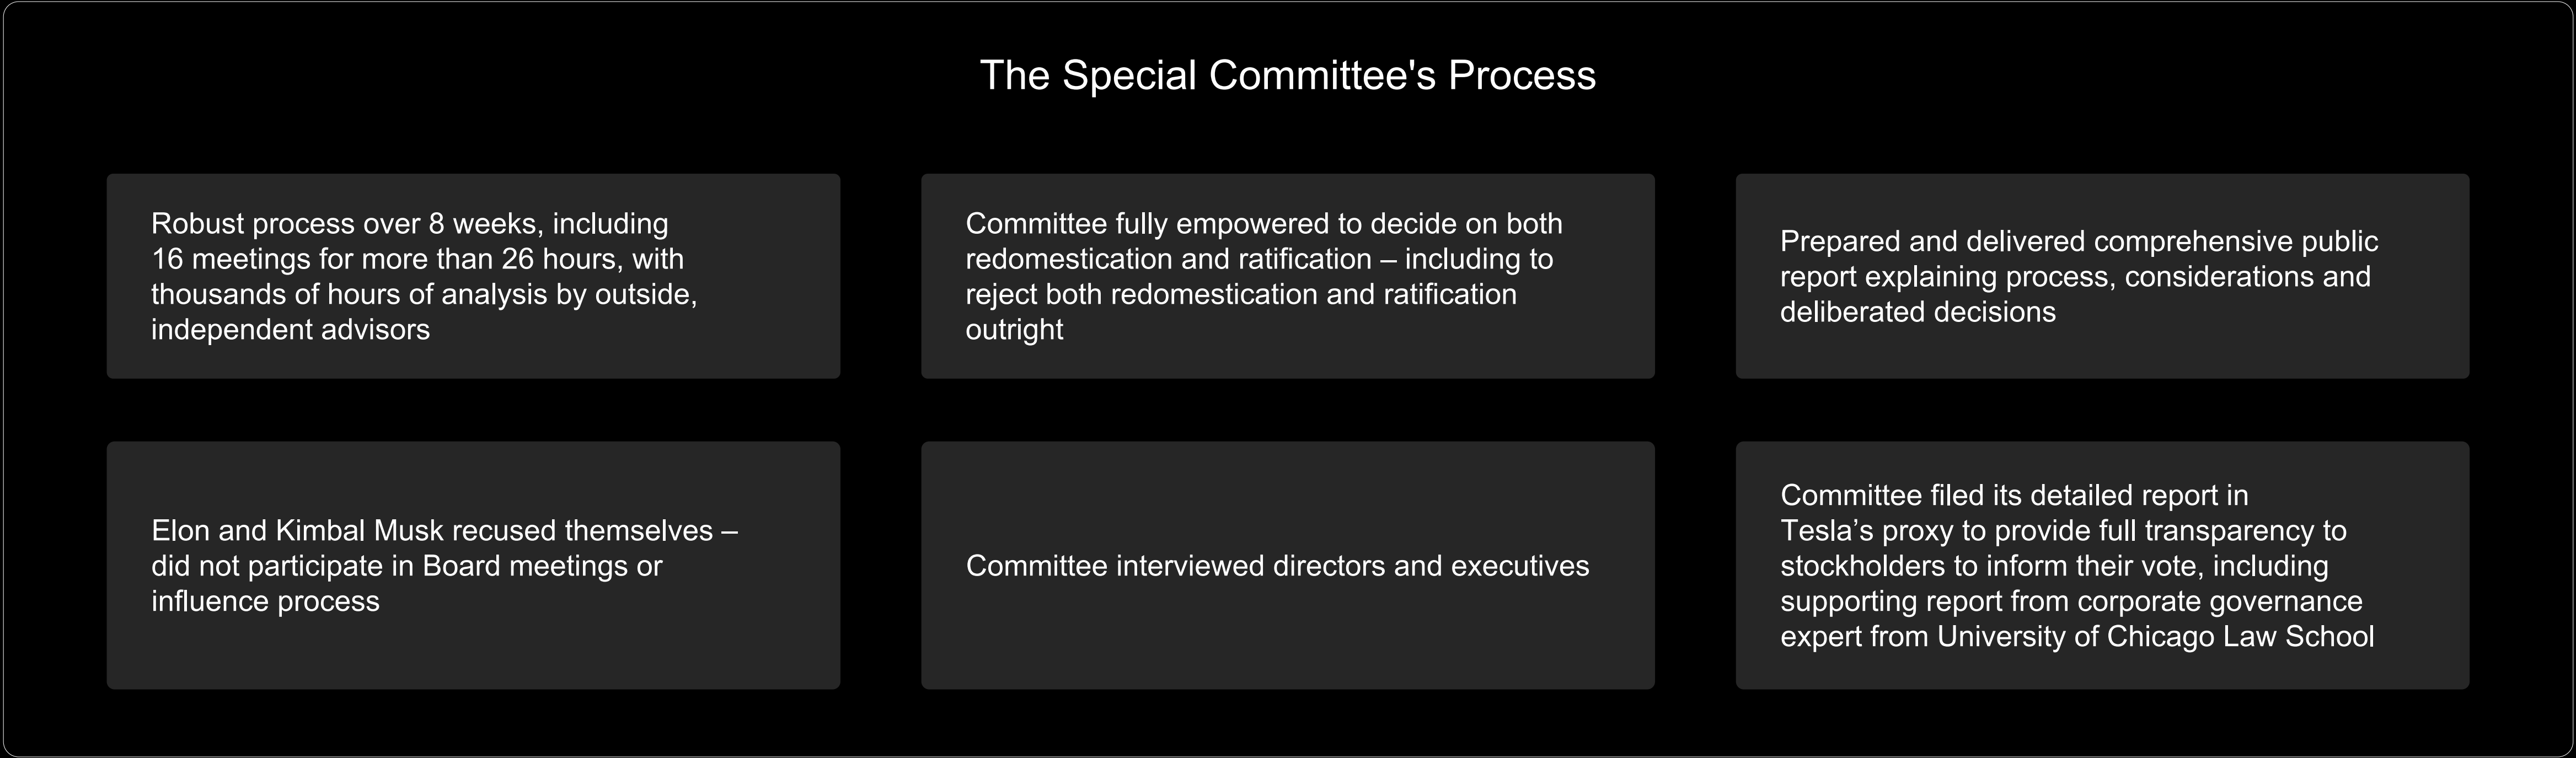 The Special Committee's Process
Robust process over 8 weeks, including
16 meetings for more than 26 hours, with
thousands of hours of analysis by outside,
independent advisors
Committee fully empowered to decide on both
redomestication and ratification – including to
reject both redomestication and ratification
outright
Prepared and delivered comprehensive public
report explaining process, considerations and
deliberated decisions
Elon and Kimbal Musk recused themselves –
did not participate in Board meetings or
influence process
Committee interviewed directors and executives
Committee filed its detailed report in
Tesla’s proxy to provide full transparency to
stockholders to inform their vote, including
supporting report from corporate governance
expert from University of Chicago Law School